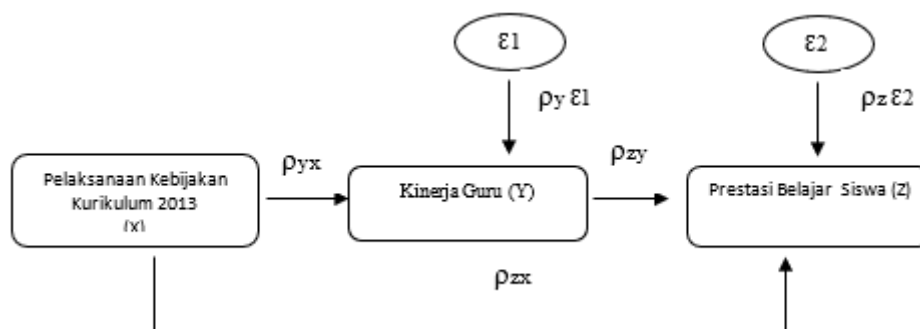 ε1
ε2
ρy ε1
ρz ε2
ρyx
ρzy
Pelaksanaan Kebijakan
Kurikulum 2013
(X)
Kinerja Guru (Y)
Prestasi Belajar Siswa (Z)
ρzx